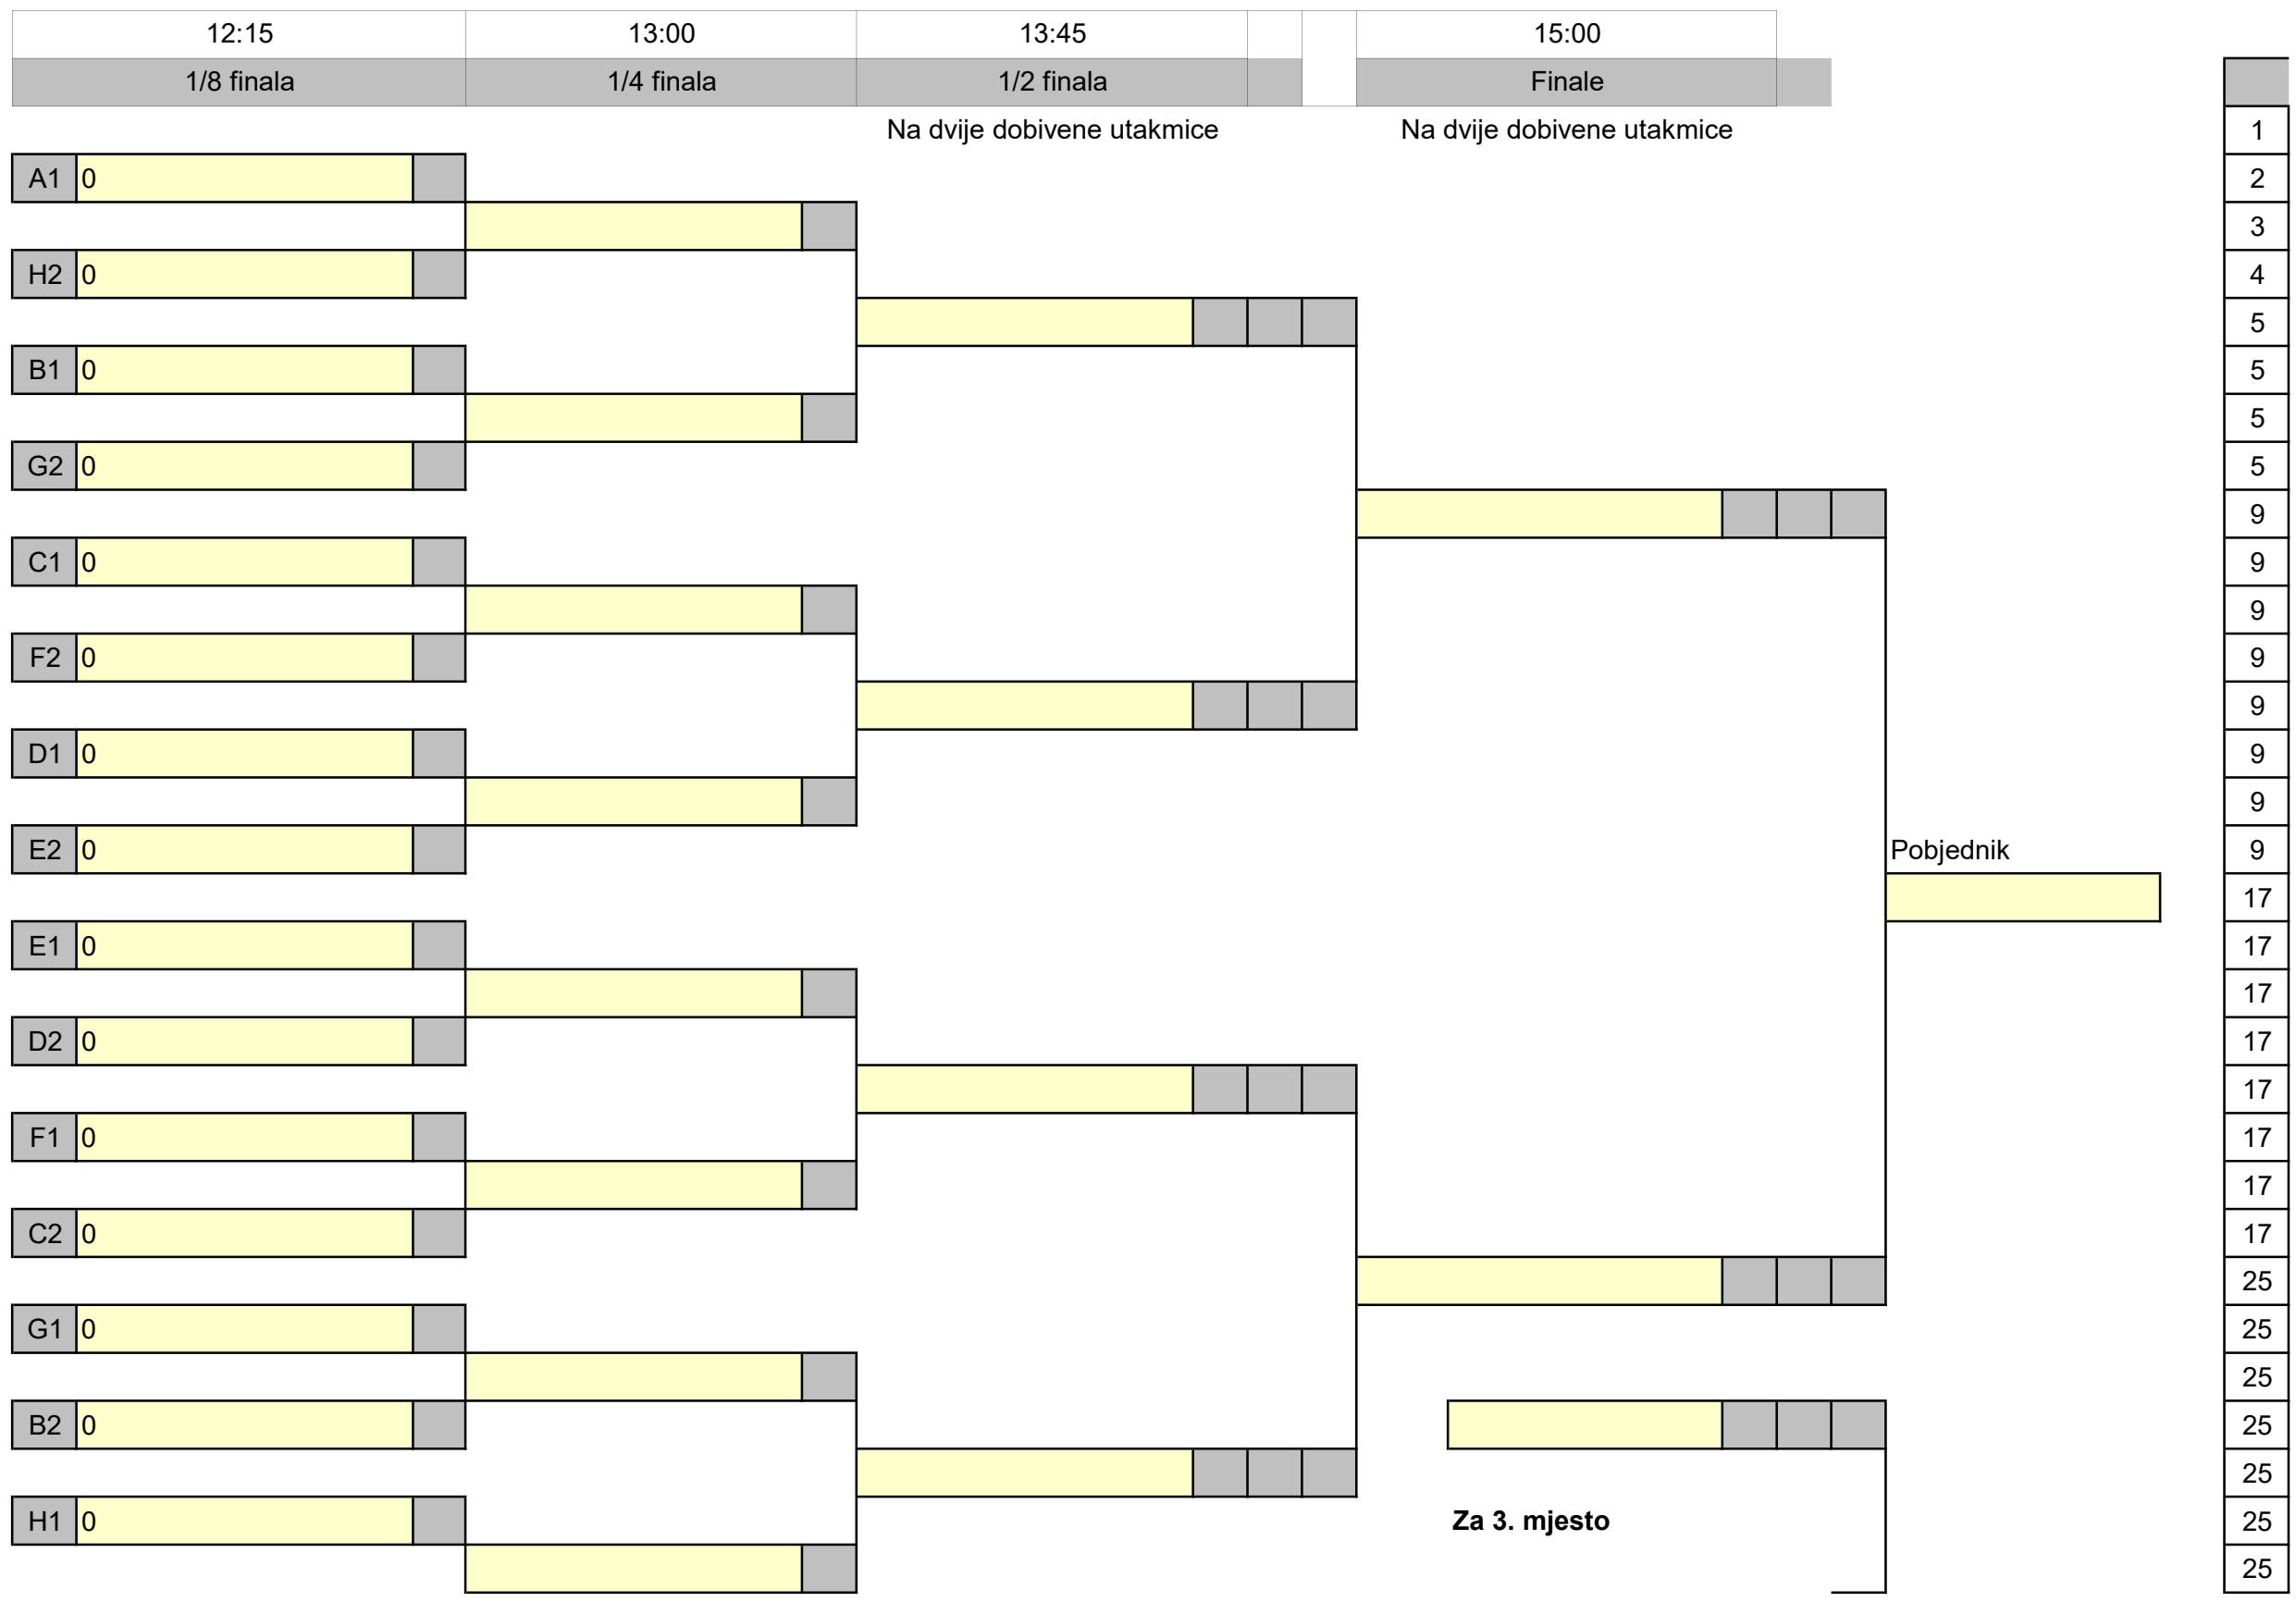 12:15 13:00 13:45 15:00
1/8 finala 1/4 finala 1/2 finala Finale
Na dvije dobivene utakmice Na dvije dobivene utakmice 1
A1 0 2
3
H2 0 4
5
B1 0 5
5
G2 0 5
9
C1 0 9
9
F2 0 9
9
D1 0 9
9
E2 0 Pobjednik 9
17
E1 0 17
17
D2 0 17
17
F1 0 17
17
C2 0 17
25
G1 0 25
25
B2 0 25
25
H1 0 Za 3. mjesto 25
25